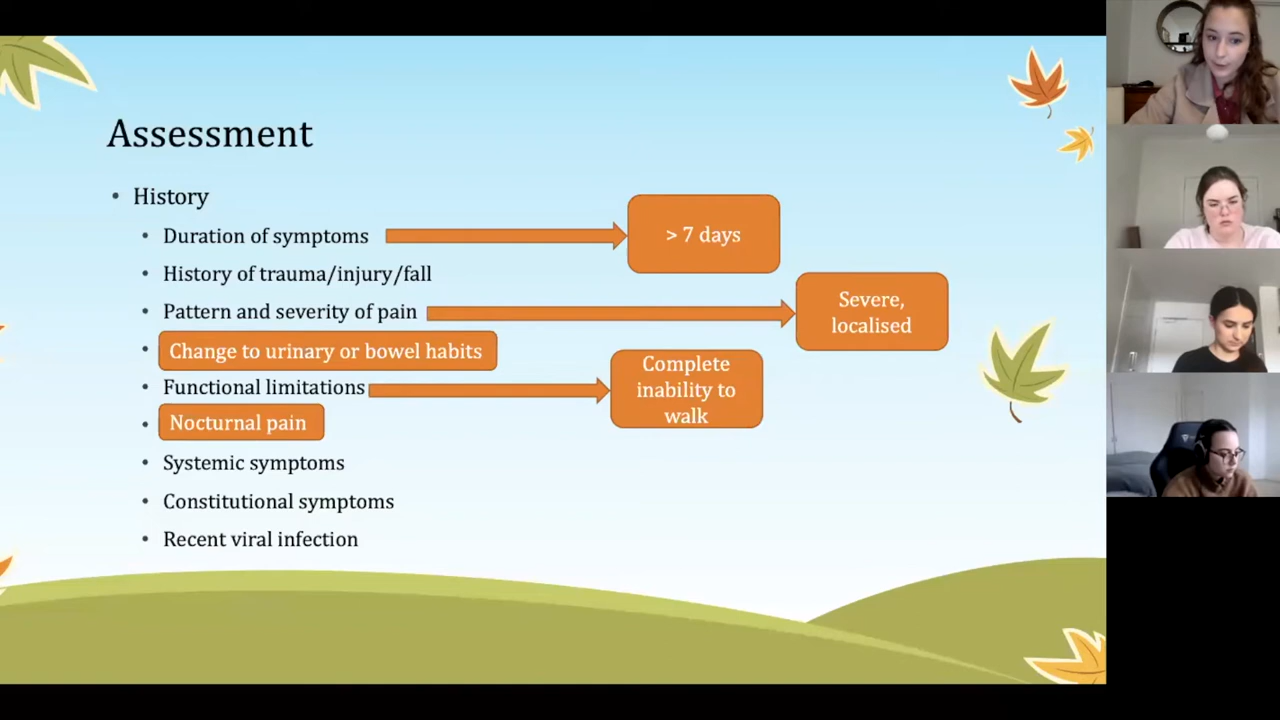 Assessment
History
Duration of symptoms
> 7 days
History of trauma/injury/fall
Pattern and severity of pain
Severe,
localised
Change to urinary or bowel habits
Functional limitations
Complete
inability to
walk
Nocturnal pain
Systemic symptoms
Constitutional symptoms
Recent viral infection